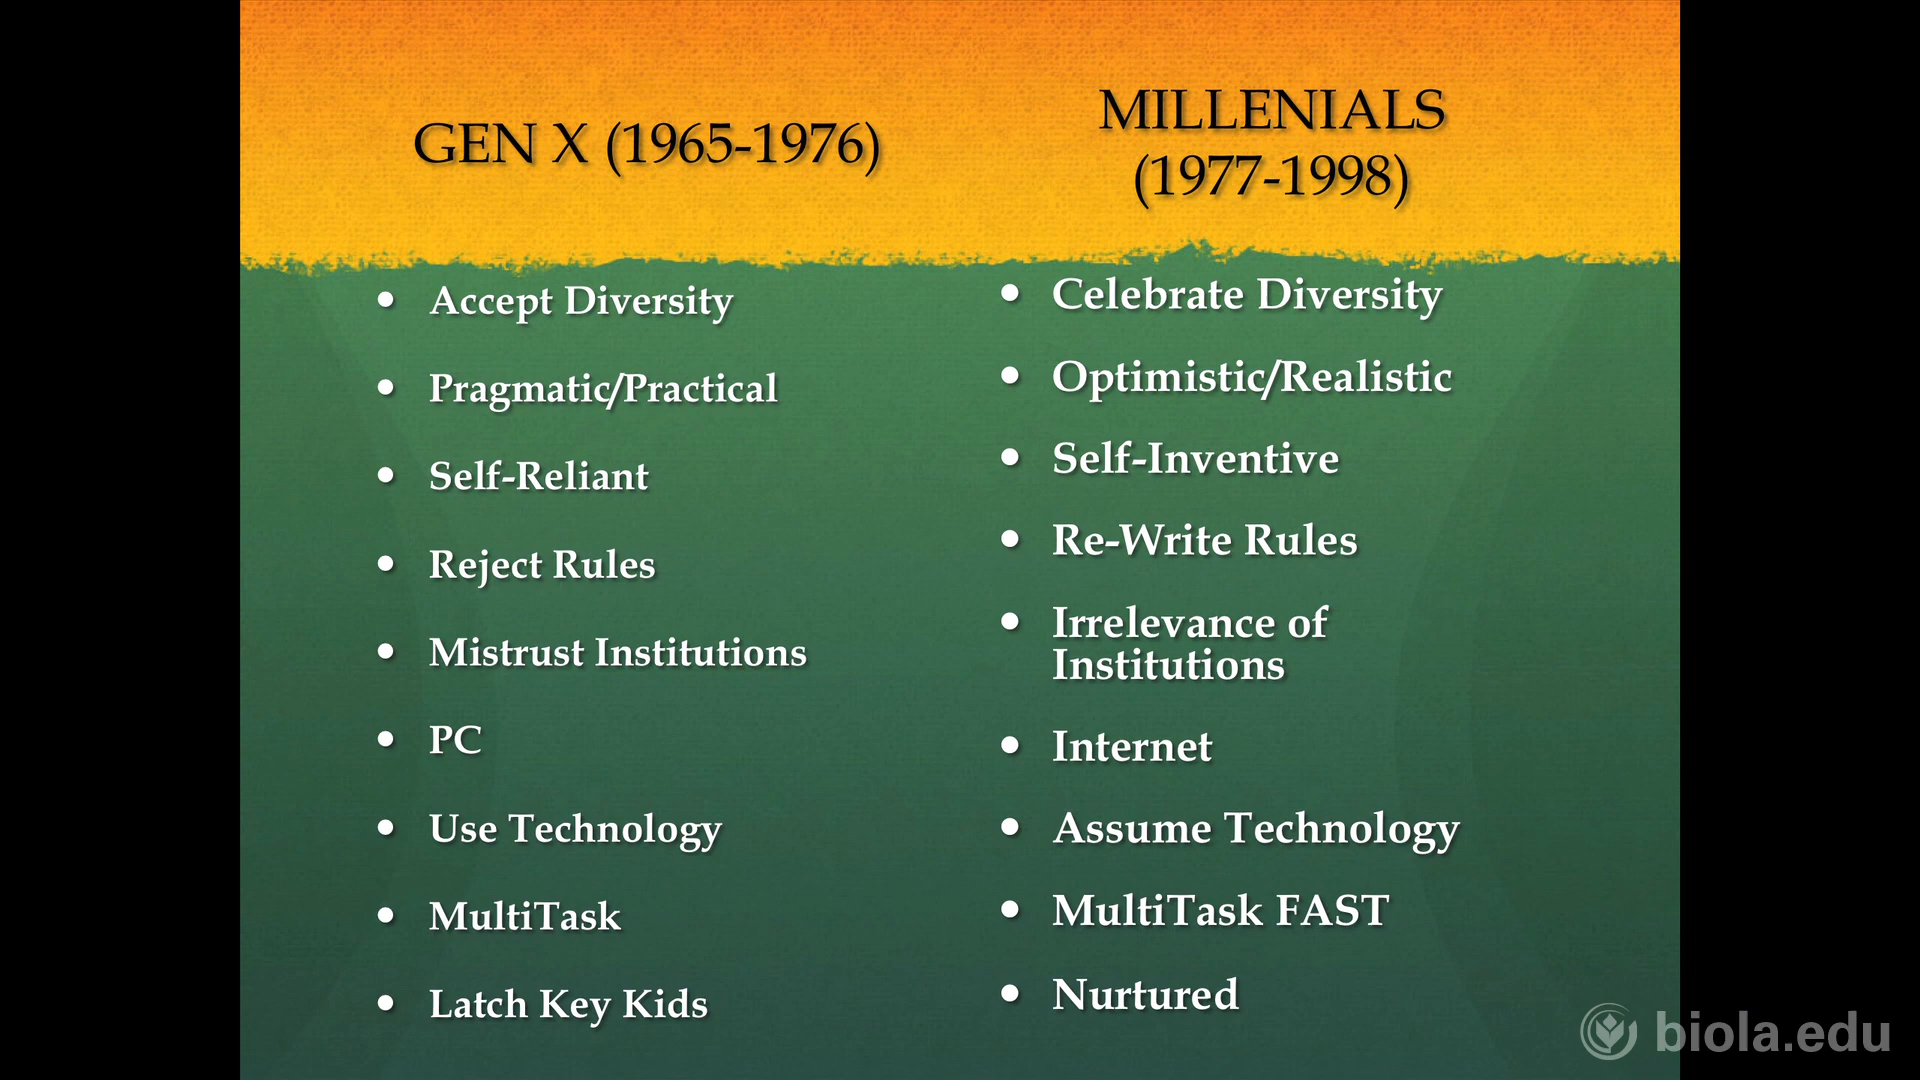 GEN X (1965-1976)
• Accept Diversity
• Pragmatic/Practical
• Self-Reliant
• Reject Rules
• Mistrust Institutions
• PC
• Use Technology
• MultiTask
• Latch Key Kids
MILLENIALS
(1977-1998)
• Celebrate Diversity
• Optimistic/Realistic
• Self-Inventive
• Re-Write Rules
• Irrelevance of
Institutions
• Internet
• Assume Technology
• MultiTask FAST
• Nurtured
biola.edu